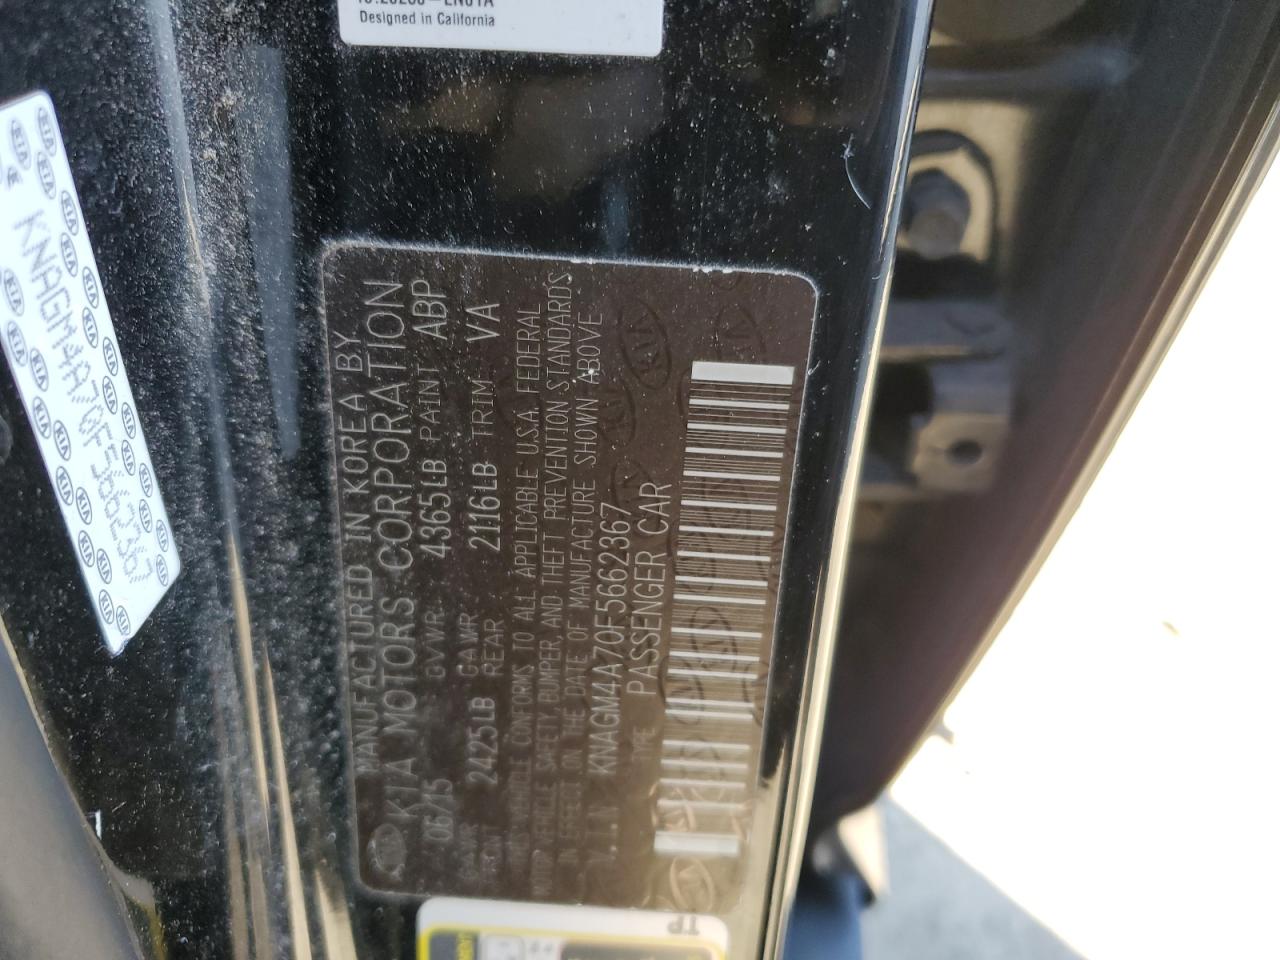 Designed in California
MANUFACTURED IN KOREA BY
KIA MOTORS CORPORATION
06/15 GVWR 4365LB PAINT ABP
GAWR FRONT 2425LB GAWR REAR 2116LB TRIM VA
THIS VEHICLE CONFORMS TO ALL APPLICABLE U.S.A. FEDERAL
MOTOR VEHICLE SAFETY, BUMPER, AND THEFT PREVENTION STANDARDS
IN EFFECT ON THE DATE OF MANUFACTURE SHOWN ABOVE
V.I.N KNAGM4A70F5662367
TYPE PASSENGER CAR
KNAGM4A70F5662367
KIA
TP